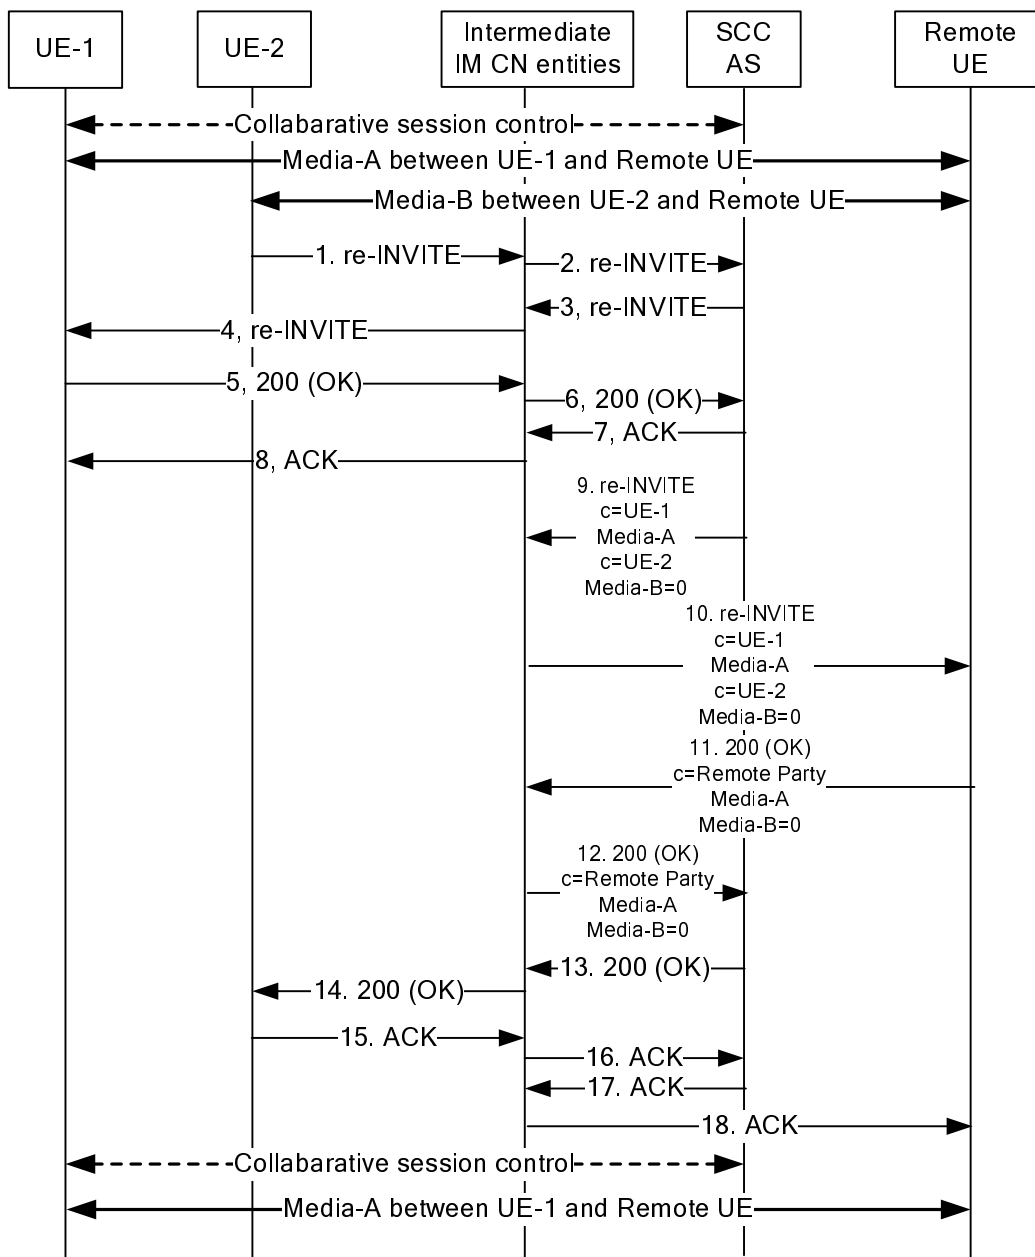 UE-1
UE-2
Intermediate
IM CN entities
SCC
AS
Remote
UE
Collabarative session control
Media-A between UE-1 and Remote UE
Media-B between UE-2 and Remote UE
1. re-INVITE
2. re-INVITE
3, re-INVITE
4, re-INVITE
5, 200 (OK)
6, 200 (OK)
7, ACK
8, ACK
9. re-INVITE
c=UE-1
Media-A
c=UE-2
Media-B=0
10. re-INVITE
c=UE-1
Media-A
c=UE-2
Media-B=0
11. 200 (OK)
c=Remote Party
Media-A
Media-B=0
12. 200 (OK)
c=Remote Party
Media-A
Media-B=0
13. 200 (OK)
14. 200 (OK)
15. ACK
16. ACK
17. ACK
18. ACK
Collabarative session control
Media-A between UE-1 and Remote UE